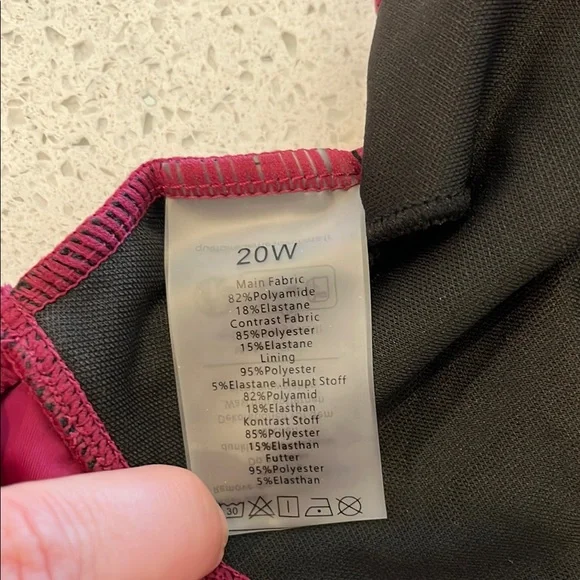 20W
Main Fabric
82%Polyamide
18%Elastane
Contrast Fabric
85%Polyester
15%Elastane
Lining
95%Polyester
5%Elastane Haupt Stoff
82%Polyamid
18%Elasthan
Kontrast Stoff
85%Polyester
15%Elasthan
Futter
95%Polyester
5%Elasthan
30